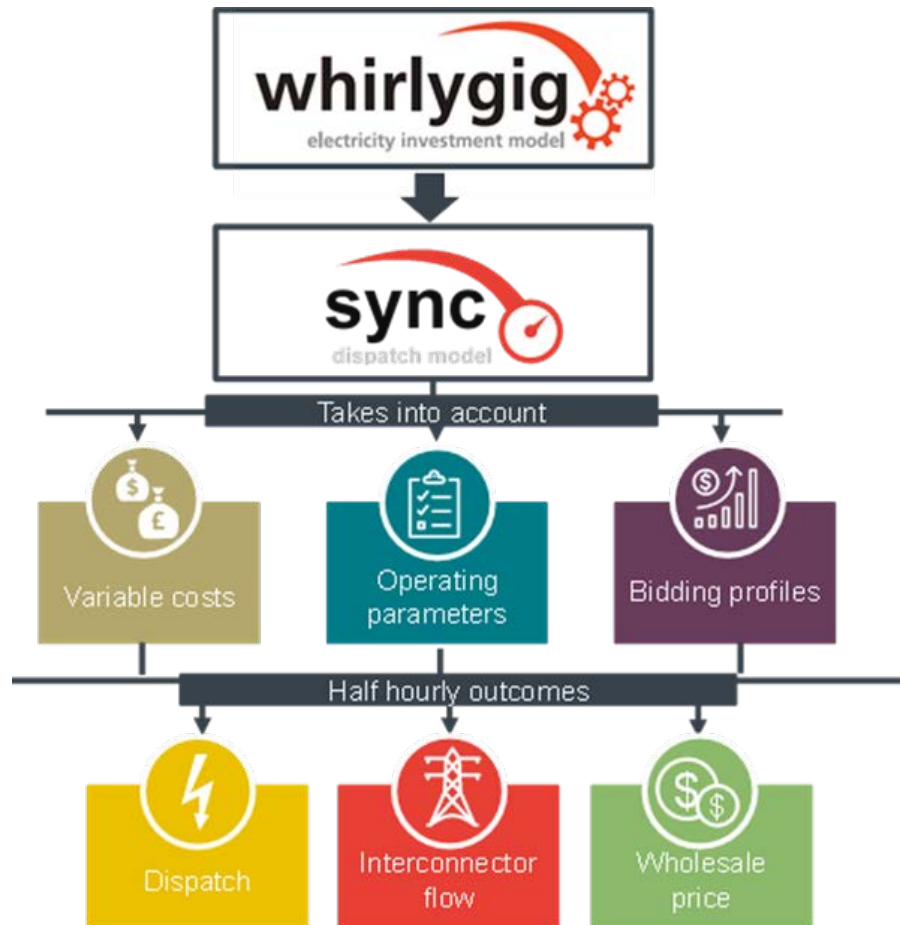 whirlygig
electricity investment model
sync
dispatch model
Takes into account
$
£
$
Variable costs
Operating
parameters
Bidding profiles
Half hourly outcomes
$
$
Dispatch
Interconnector
flow
Wholesale
price